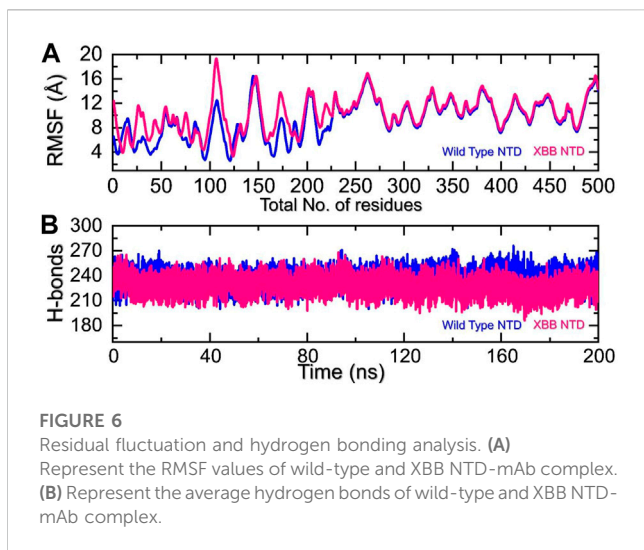 A
20
16
12
8
4
RMSF (Å)
Wild Type NTD XBB NTD
0 50 100 150 200 250 300 350 400 450 500
Total No. of residues
B
300
270
240
210
180
H-bonds
Wild Type NTD XBB NTD
0 40 80 120 160 200
Time (ns)
FIGURE 6
Residual fluctuation and hydrogen bonding analysis. (A)
Represent the RMSF values of wild-type and XBB NTD-mAb complex.
(B) Represent the average hydrogen bonds of wild-type and XBB NTD-
mAb complex.